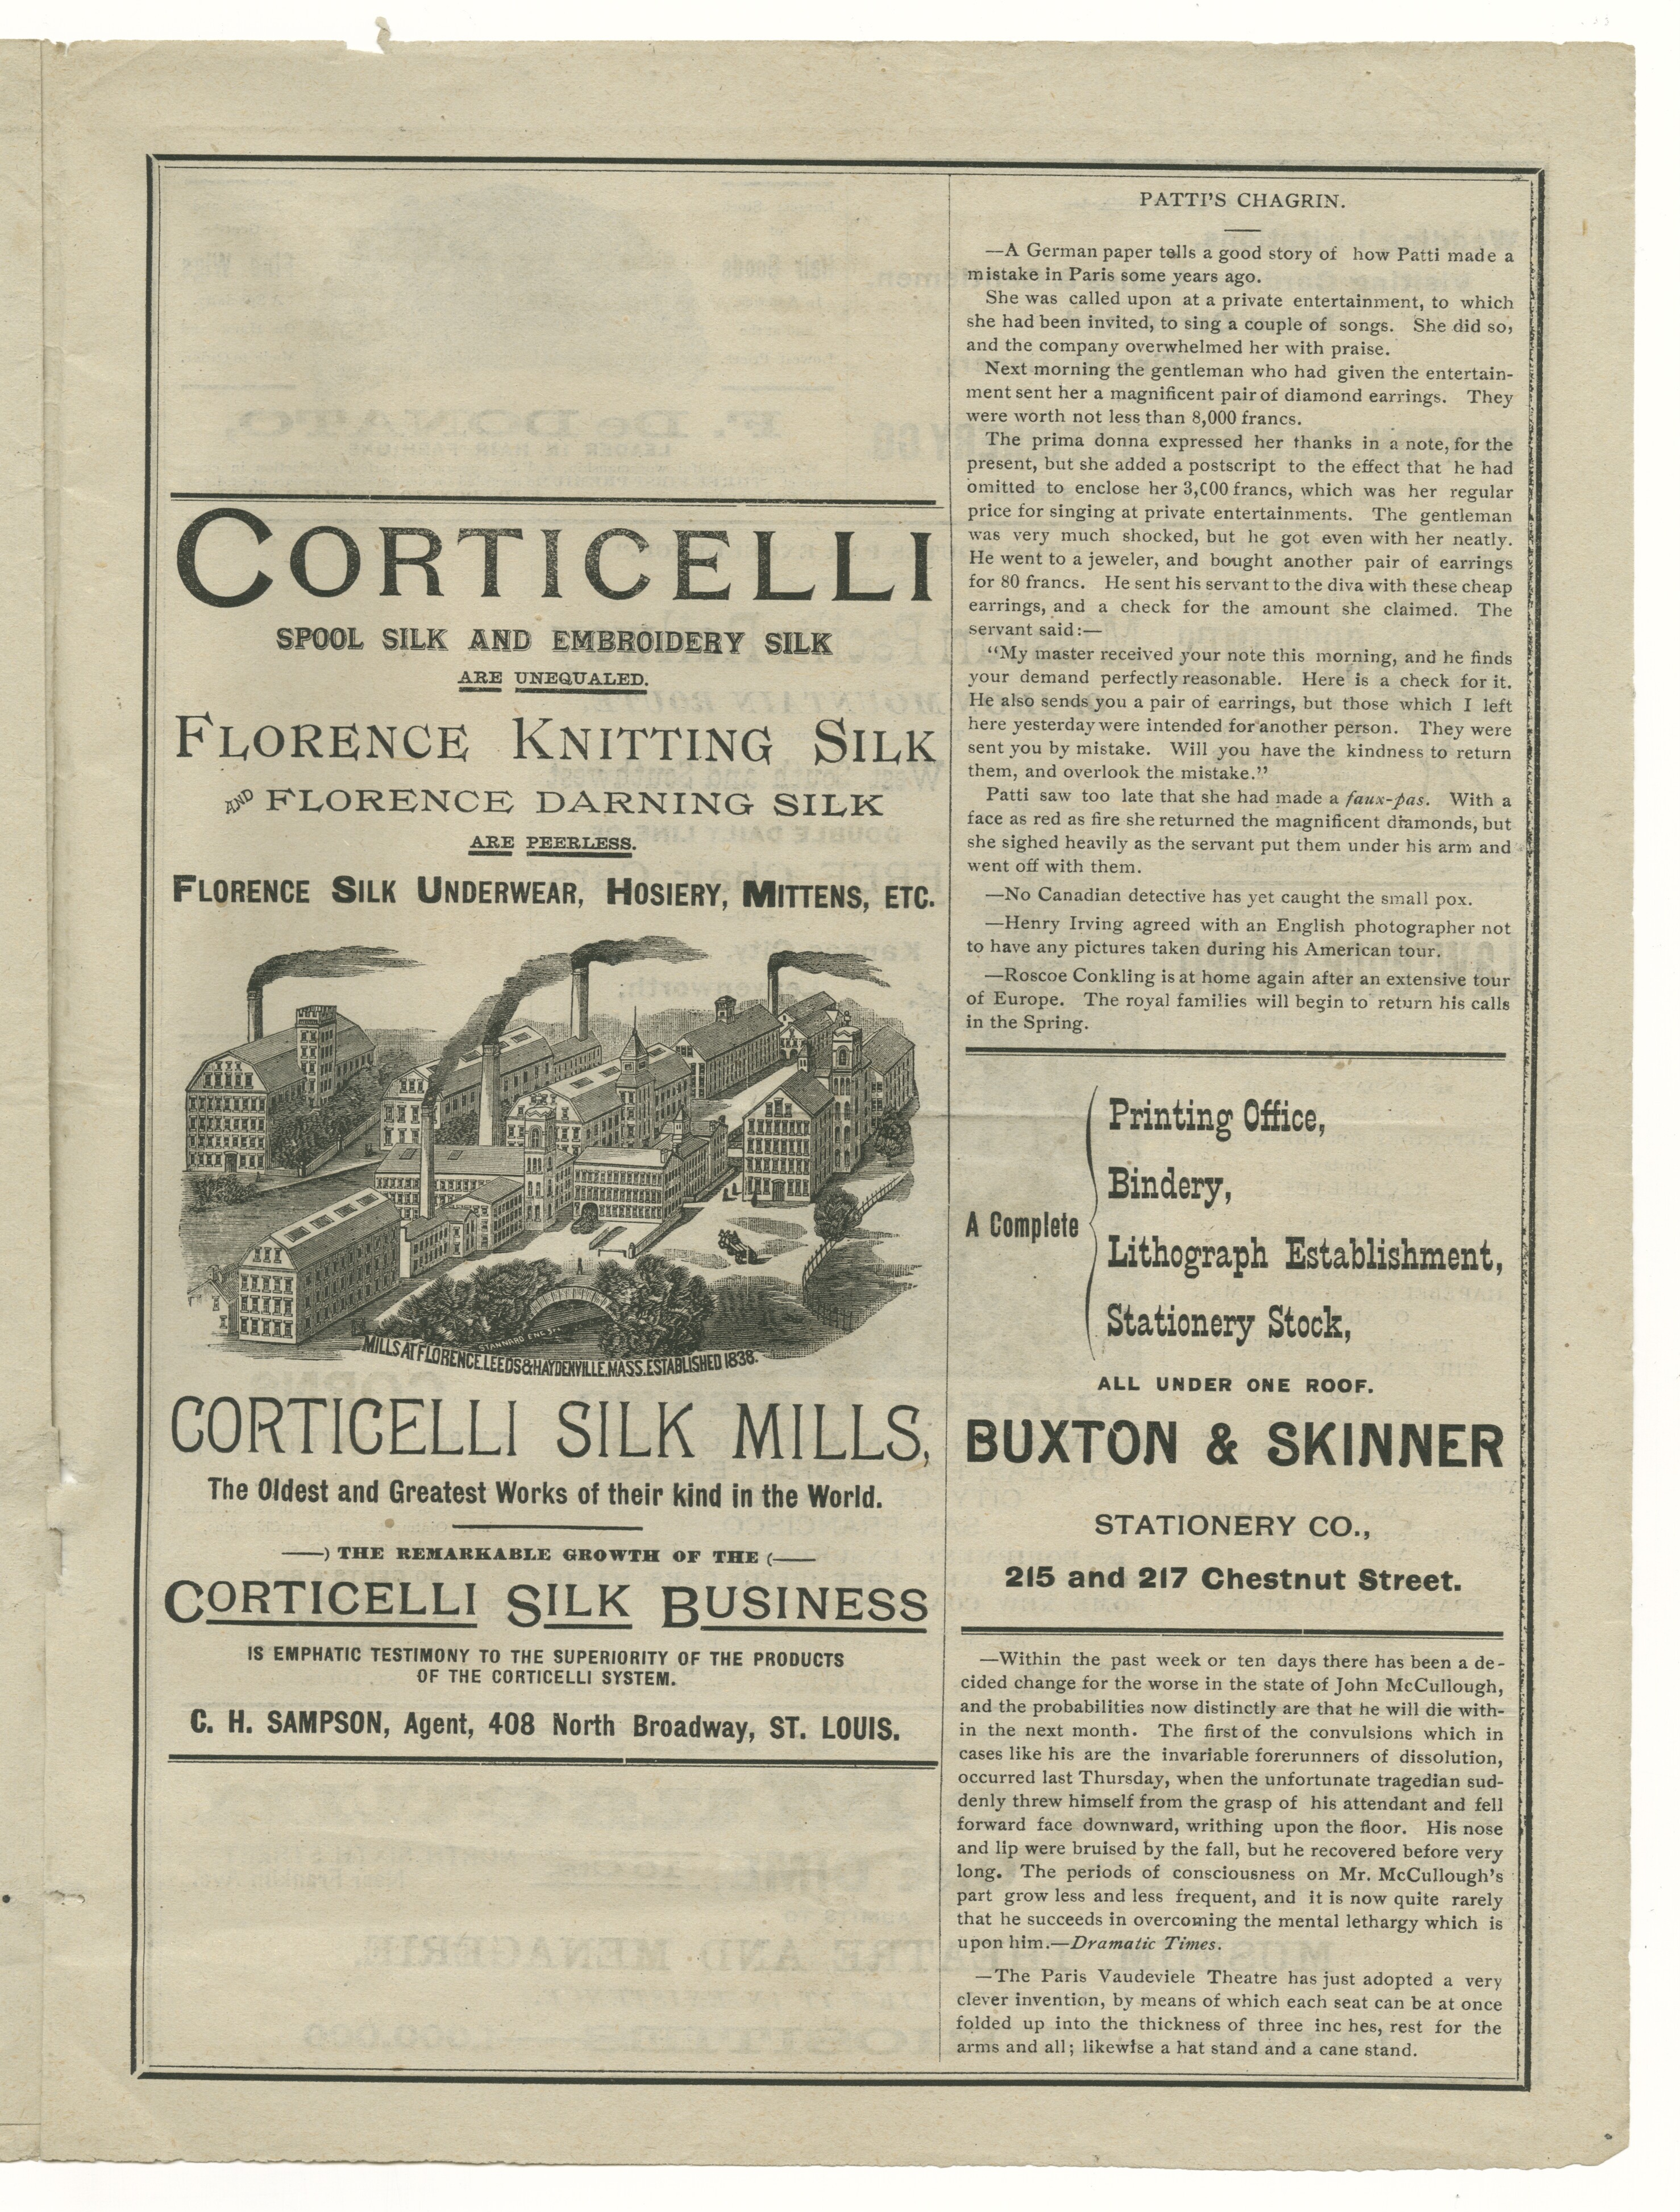 CORTICELLI
SPOOL SILK AND EMBROIDERY SILK
ARE UNEQUALED.
FLORENCE KNITTING SILK
AND FLORENCE DARNING SILK
ARE PEERLESS.
FLORENCE SILK UNDERWEAR, HOSIERY, MITTENS, ETC.
STANNARD ENG.
MILLS AT FLORENCE, LEEDS & HAYDENVILLE, MASS. ESTABLISHED 1838.
CORTICELLI SILK MILLS,
The Oldest and Greatest Works of their kind in the World.
THE REMARKABLE GROWTH OF THE
CORTICELLI SILK BUSINESS
IS EMPHATIC TESTIMONY TO THE SUPERIORITY OF THE PRODUCTS
OF THE CORTICELLI SYSTEM.
C. H. SAMPSON, Agent, 408 North Broadway, ST. LOUIS.
PATTI'S CHAGRIN.
—A German paper tells a good story of how Patti made a
mistake in Paris some years ago.
She was called upon at a private entertainment, to which
she had been invited, to sing a couple of songs. She did so,
and the company overwhelmed her with praise.
Next morning the gentleman who had given the entertain-
ment sent her a magnificent pair of diamond earrings. They
were worth not less than 8,000 francs.
The prima donna expressed her thanks in a note, for the
present, but she added a postscript to the effect that he had
omitted to enclose her 3,000 francs, which was her regular
price for singing at private entertainments. The gentleman
was very much shocked, but he got even with her neatly.
He went to a jeweler, and bought another pair of earrings
for 80 francs. He sent his servant to the diva with these cheap
earrings, and a check for the amount she claimed. The
servant said:—
"My master received your note this morning, and he finds
your demand perfectly reasonable. Here is a check for it.
He also sends you a pair of earrings, but those which I left
here yesterday were intended for another person. They were
sent you by mistake. Will you have the kindness to return
them, and overlook the mistake."
Patti saw too late that she had made a faux-pas. With a
face as red as fire she returned the magnificent diamonds, but
she sighed heavily as the servant put them under his arm and
went off with them.
—No Canadian detective has yet caught the small pox.
—Henry Irving agreed with an English photographer not
to have any pictures taken during his American tour.
—Roscoe Conkling is at home again after an extensive tour
of Europe. The royal families will begin to return his calls
in the Spring.
A Complete
Printing Office,
Bindery,
Lithograph Establishment,
Stationery Stock,
ALL UNDER ONE ROOF.
BUXTON & SKINNER
STATIONERY CO.,
215 and 217 Chestnut Street.
—Within the past week or ten days there has been a de-
cided change for the worse in the state of John McCullough,
and the probabilities now distinctly are that he will die with-
in the next month. The first of the convulsions which in
cases like his are the invariable forerunners of dissolution,
occurred last Thursday, when the unfortunate tragedian sud-
denly threw himself from the grasp of his attendant and fell
forward face downward, writhing upon the floor. His nose
and lip were bruised by the fall, but he recovered before very
long. The periods of consciousness on Mr. McCullough's
part grow less and less frequent, and it is now quite rarely
that he succeeds in overcoming the mental lethargy which is
upon him.—Dramatic Times.
—The Paris Vaudeviele Theatre has just adopted a very
clever invention, by means of which each seat can be at once
folded up into the thickness of three inc hes, rest for the
arms and all; likewise a hat stand and a cane stand.